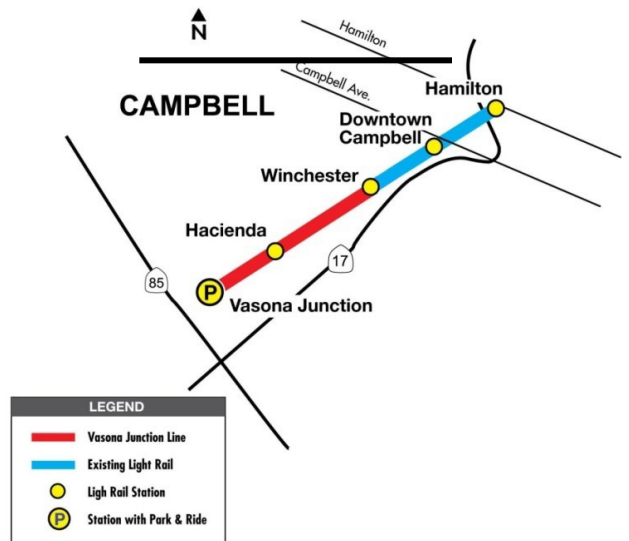 N
Hamilton
Campbell Ave.
CAMPBELL
Hamilton
Downtown
Campbell
Winchester
Hacienda
17
85
P
Vasona Junction
LEGEND
Vasona Junction Line
Existing Light Rail
Ligh Rail Station
P
Station with Park & Ride